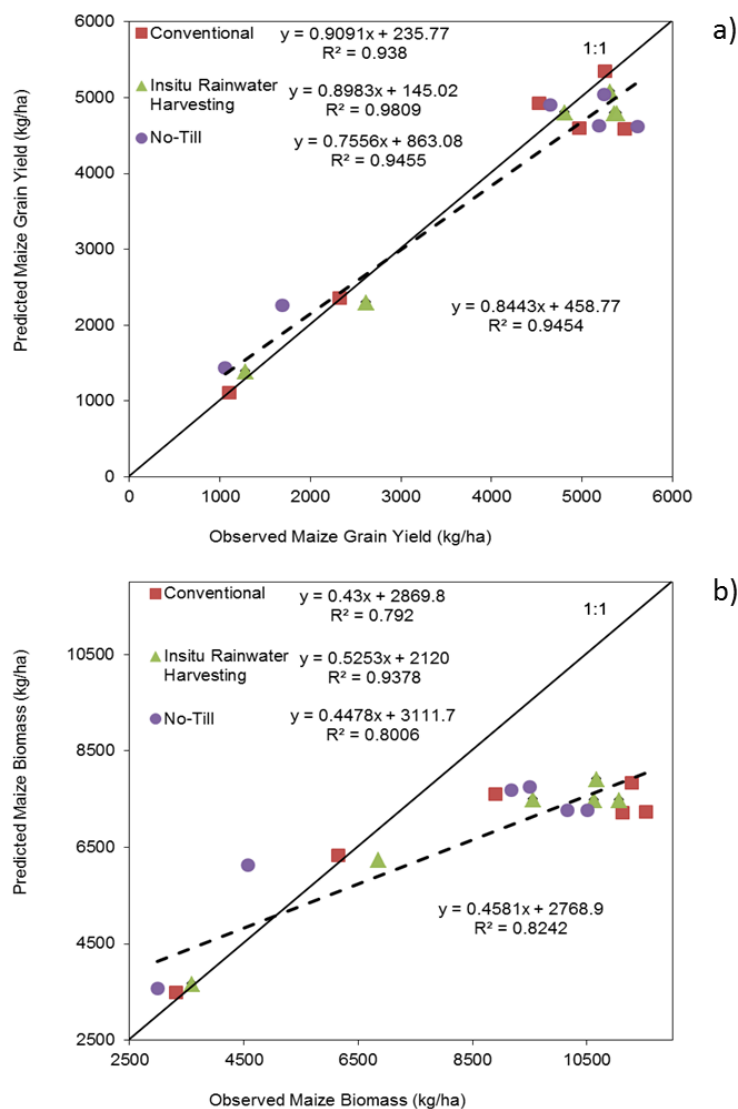 a)
6000
5000
4000
3000
2000
1000
0
Predicted Maize Grain Yield (kg/ha)
Conventional
y = 0.9091x + 235.77
R² = 0.938
1:1
Insitu Rainwater
Harvesting
y = 0.8983x + 145.02
R² = 0.9809
No-Till
y = 0.7556x + 863.08
R² = 0.9455
y = 0.8443x + 458.77
R² = 0.9454
0 1000 2000 3000 4000 5000 6000
Observed Maize Grain Yield (kg/ha)
b)
10500
8500
6500
4500
2500
Predicted Maize Biomass (kg/ha)
Conventional
y = 0.43x + 2869.8
R² = 0.792
1:1
Insitu Rainwater
Harvesting
y = 0.5253x + 2120
R² = 0.9378
No-Till
y = 0.4478x + 3111.7
R² = 0.8006
y = 0.4581x + 2768.9
R² = 0.8242
2500 4500 6500 8500 10500
Observed Maize Biomass (kg/ha)